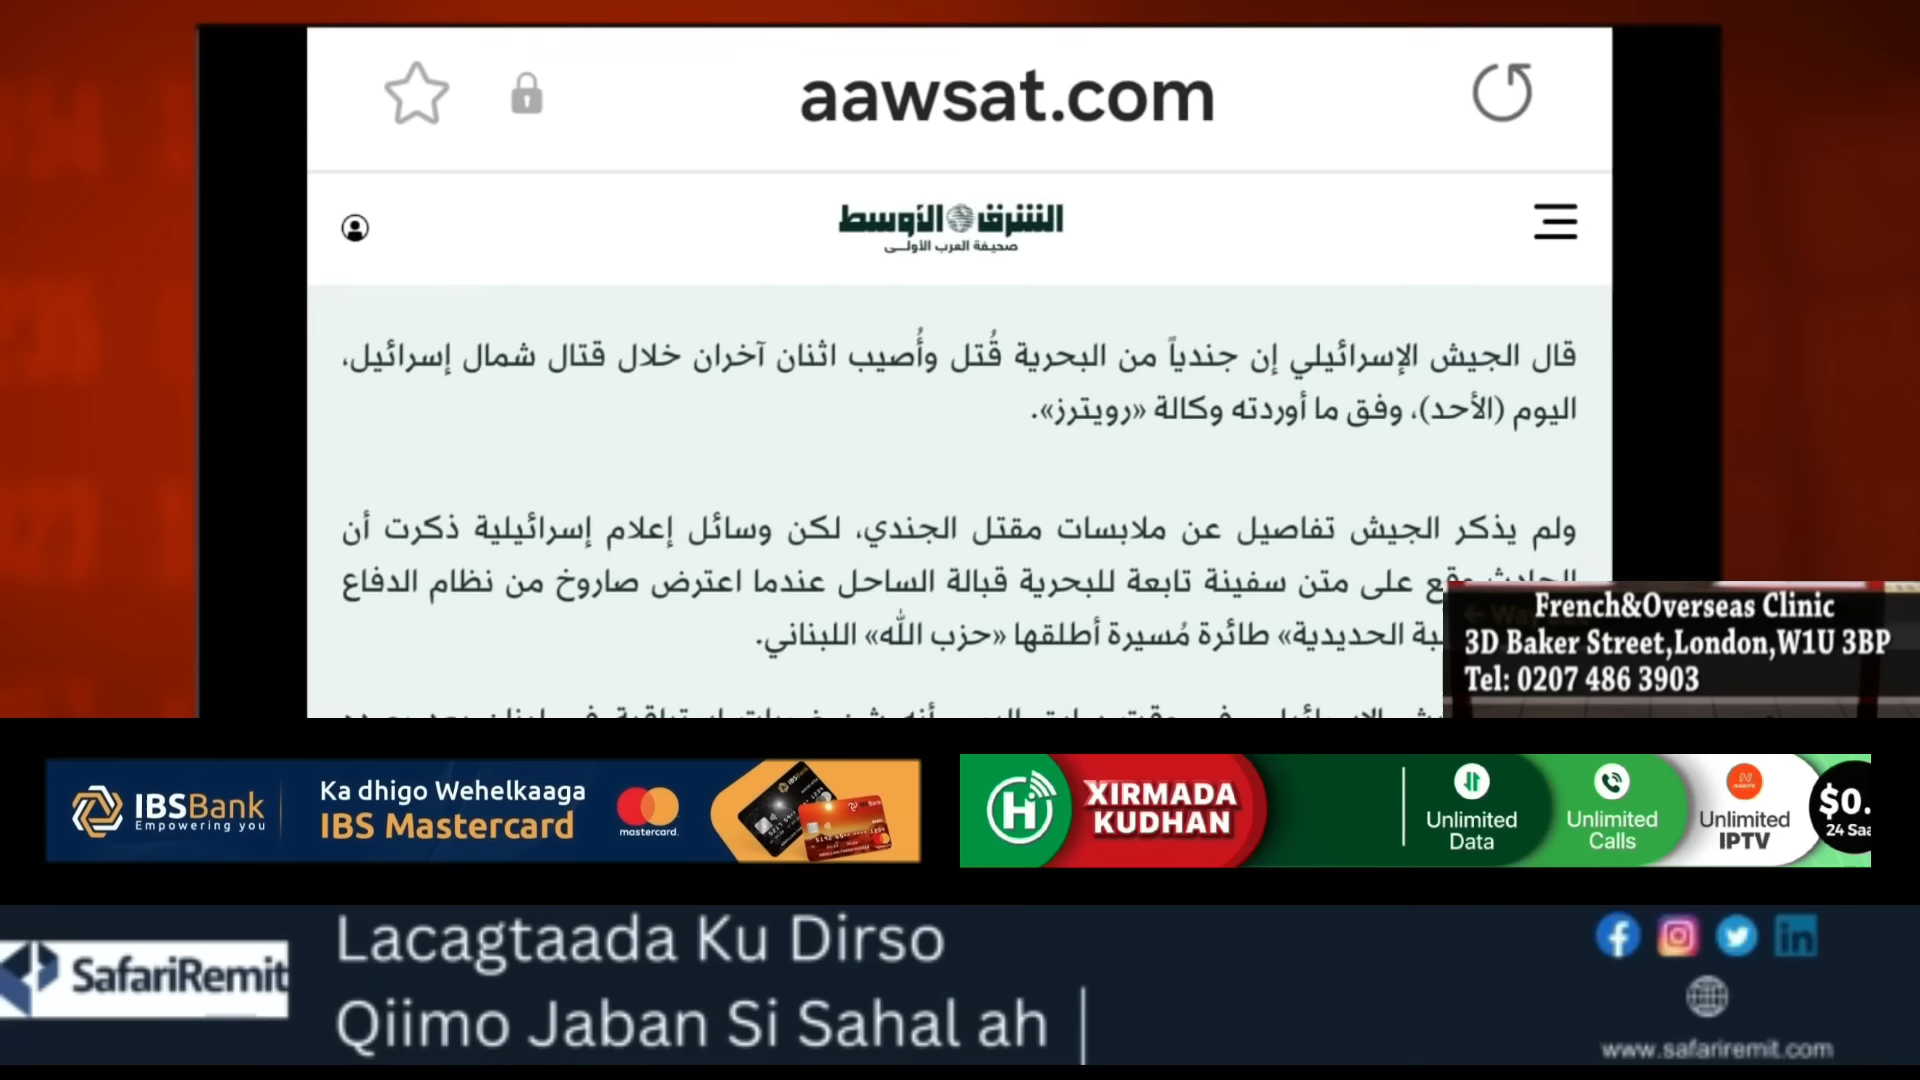 aawsat.com
الشرق الأوسط
صحيفة العرب الأولى
قال الجيش الإسرائيلي إن جندياً من البحرية قُتل وأُصيب اثنان آخران خلال قتال شمال إسرائيل،
اليوم (الأحد)، وفق ما أوردته وكالة «رويترز».
ولم يذكر الجيش تفاصيل عن ملابسات مقتل الجندي، لكن وسائل إعلام إسرائيلية ذكرت أن
على متن سفينة تابعة للبحرية قبالة الساحل عندما اعترض صاروخ من نظام الدفاع
الحديدية» طائرة مُسيرة أطلقها «حزب الله» اللبناني.
French&Overseas Clinic
3D Baker Street,London,W1U 3BP
Tel: 0207 486 3903
IBSBank
Empowering you
Ka dhigo Wehelkaaga
IBS Mastercard
mastercard.
H
XIRMADA
KUDHAN
Unlimited
Data
Unlimited
Calls
Unlimited
IPTV
$0.
24 Saa
SafariRemit
Lacagtaada Ku Dirso
Qiimo Jaban Si Sahal ah
www.safariremit.com